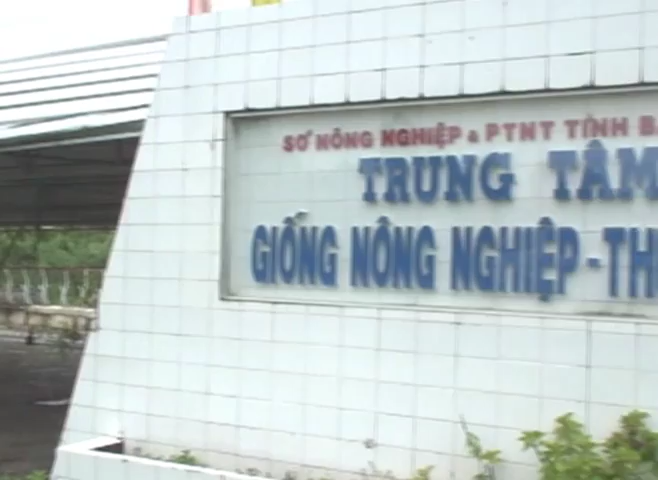 SỞ NÔNG NGHIỆP & PTNT TỈNH
TRUNG TÂM
GIỐNG NÔNG NGHIỆP -